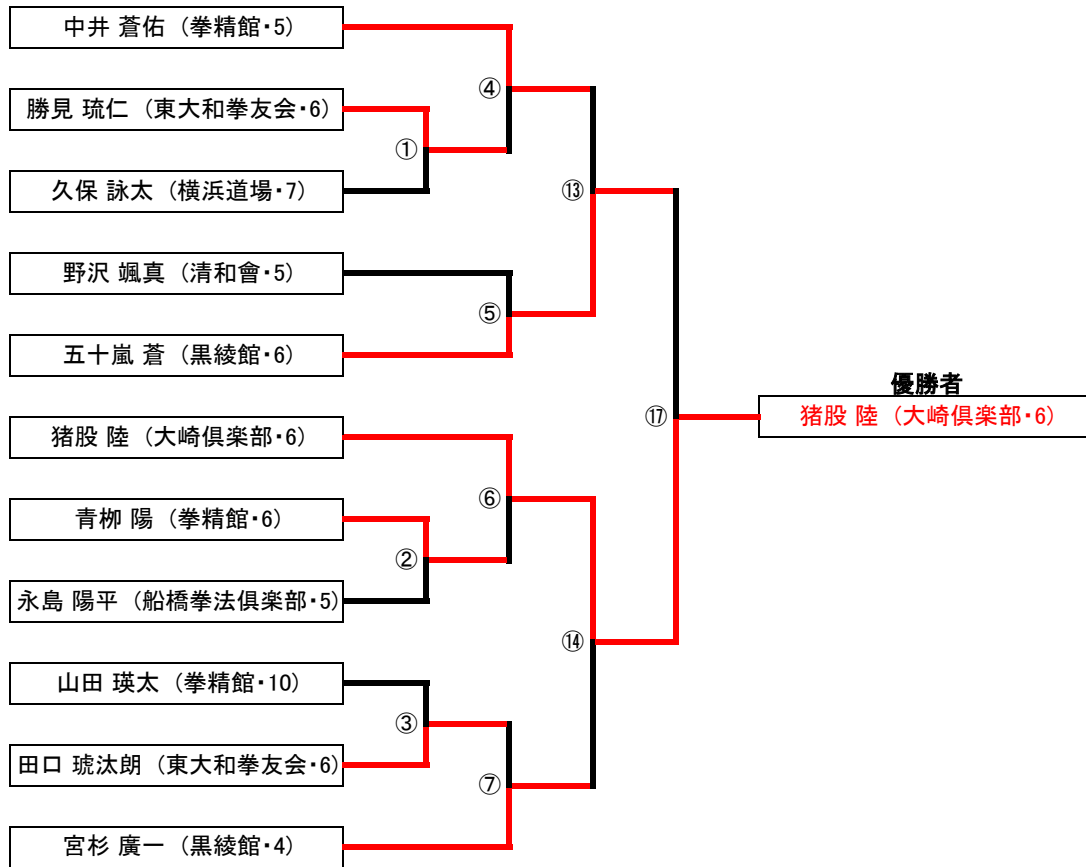 中井 蒼佑 (拳精館・5)
④
勝見 琉仁 (東大和拳友会・6)
①
久保 詠太 (横浜道場・7)
⑬
野沢 颯真 (清和會・5)
⑤
五十嵐 蒼 (黒綾館・6)
優勝者
猪股 陸 (大崎倶楽部・6)
⑰
猪股 陸 (大崎倶楽部・6)
⑥
青栁 陽 (拳精館・6)
②
永島 陽平 (船橋拳法倶楽部・5)
⑭
山田 瑛太 (拳精館・10)
③
田口 琥汰朗 (東大和拳友会・6)
⑦
宮杉 廣一 (黒綾館・4)